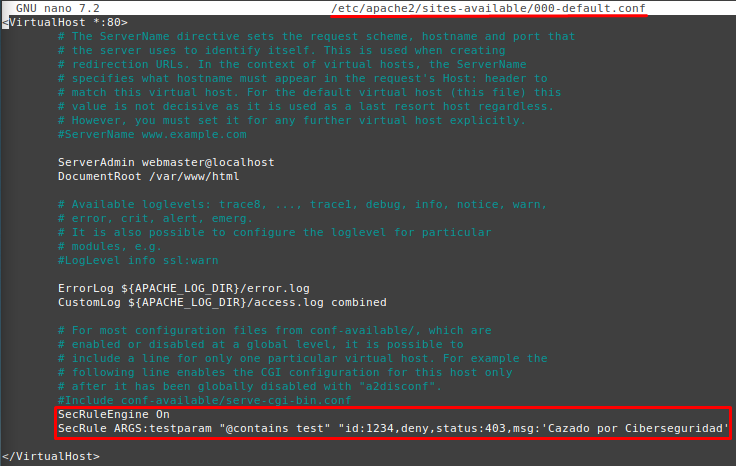 GNU nano 7.2 /etc/apache2/sites-available/000-default.conf
<VirtualHost *:80>
# The ServerName directive sets the request scheme, hostname and port that
# the server uses to identify itself. This is used when creating
# redirection URLs. In the context of virtual hosts, the ServerName
# specifies what hostname must appear in the request's Host: header to
# match this virtual host. For the default virtual host (this file) this
# value is not decisive as it is used as a last resort host regardless.
# However, you must set it for any further virtual host explicitly.
#ServerName www.example.com
ServerAdmin webmaster@localhost
DocumentRoot /var/www/html
# Available loglevels: trace8, ..., trace1, debug, info, notice, warn,
# error, crit, alert, emerg.
# It is also possible to configure the loglevel for particular
# modules, e.g.
#LogLevel info ssl:warn
ErrorLog ${APACHE_LOG_DIR}/error.log
CustomLog ${APACHE_LOG_DIR}/access.log combined
# For most configuration files from conf-available/, which are
# enabled or disabled at a global level, it is possible to
# include a line for only one particular virtual host. For example the
# following line enables the CGI configuration for this host only
# after it has been globally disabled with "a2disconf".
#Include conf-available/serve-cgi-bin.conf
SecRuleEngine On
SecRule ARGS:testparam "@contains test" "id:1234,deny,status:403,msg:'Cazado por Ciberseguridad'
</VirtualHost>